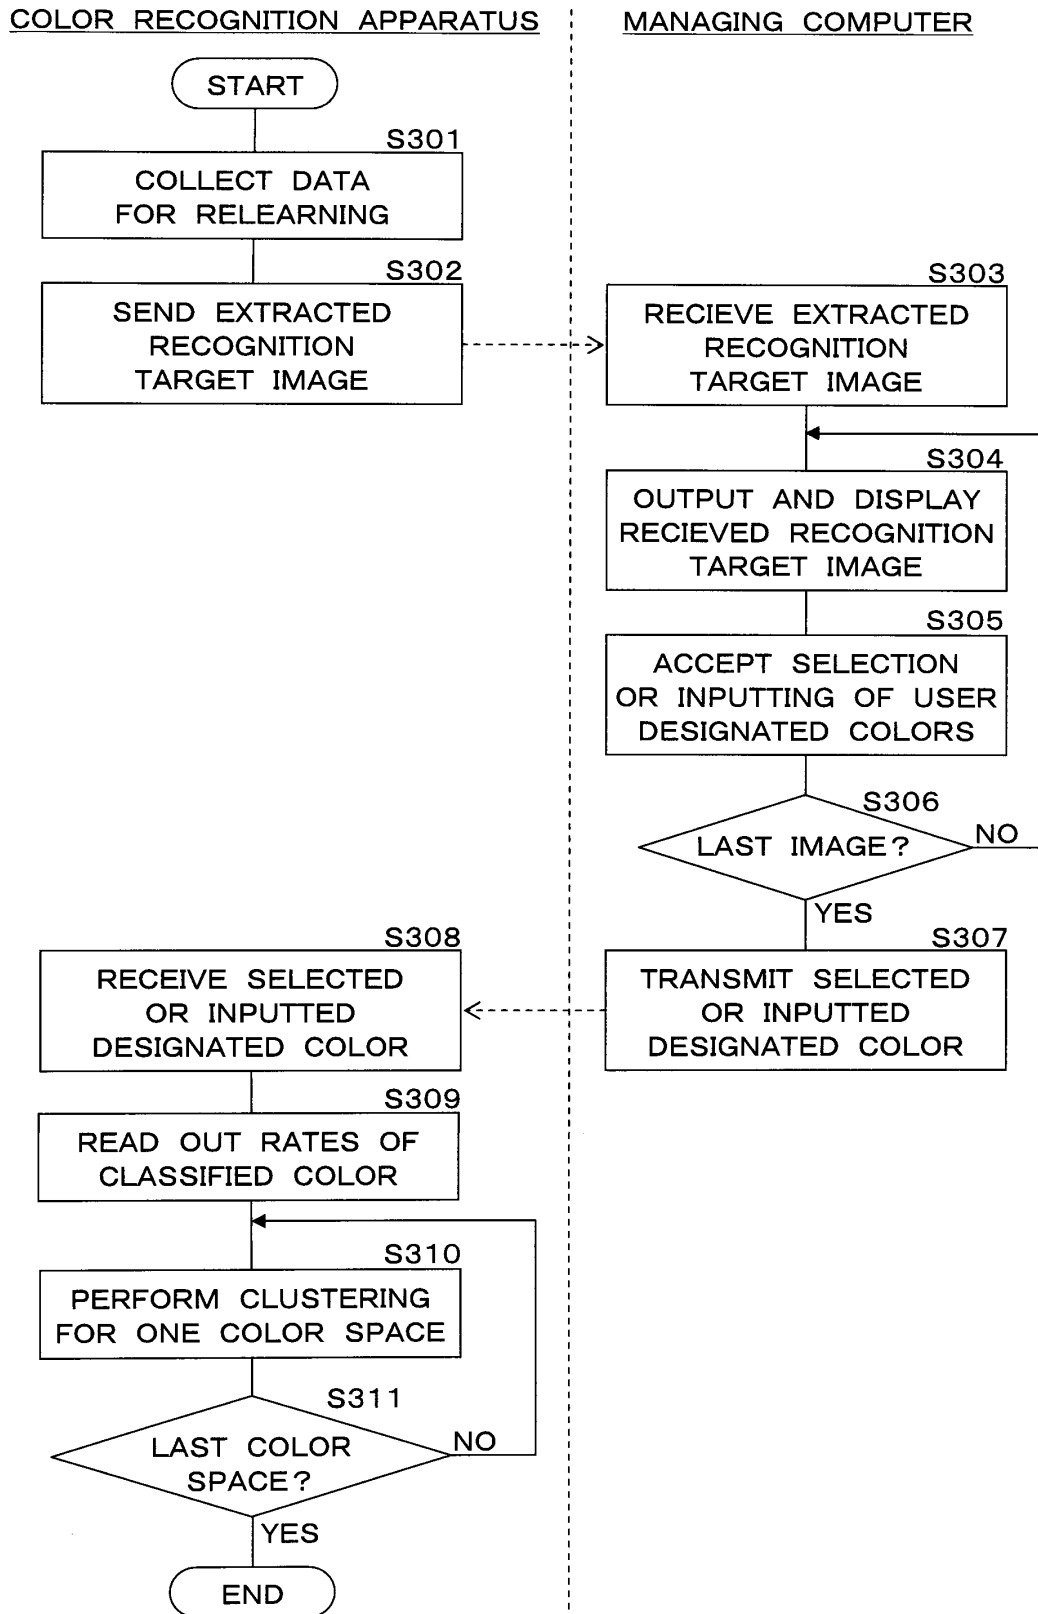 COLOR RECOGNITION APPARATUS
MANAGING COMPUTER
START
S301
COLLECT DATA
FOR RELEARNING
S302
SEND EXTRACTED
RECOGNITION
TARGET IMAGE
S303
RECIEVE EXTRACTED
RECOGNITION
TARGET IMAGE
S304
OUTPUT AND DISPLAY
RECIEVED RECOGNITION
TARGET IMAGE
S305
ACCEPT SELECTION
OR INPUTTING OF USER
DESIGNATED COLORS
S306
LAST IMAGE?
NO
YES
S307
TRANSMIT SELECTED
OR INPUTTED
DESIGNATED COLOR
S308
RECEIVE SELECTED
OR INPUTTED
DESIGNATED COLOR
S309
READ OUT RATES OF
CLASSIFIED COLOR
S310
PERFORM CLUSTERING
FOR ONE COLOR SPACE
S311
LAST COLOR
SPACE?
NO
YES
END